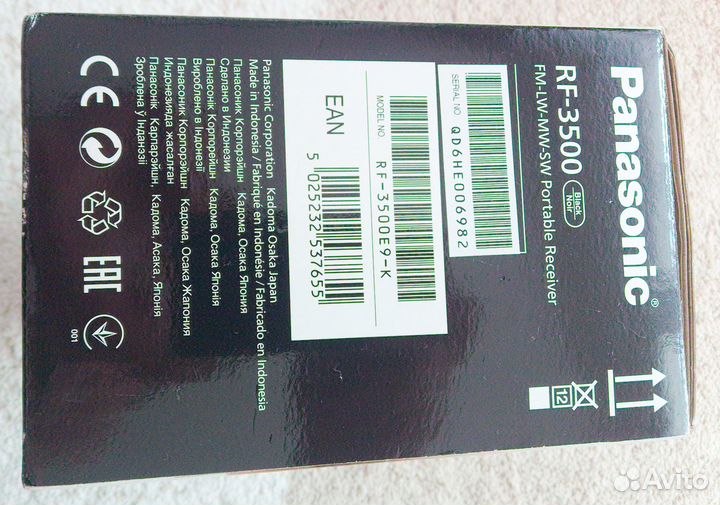 Panasonic®
RF-3500 Black Noir
FM-LW-MW-SW Portable Receiver
SERIAL NO.
QD6HE006982
MODEL NO.
RF-3500E9-K
EAN
5 025232 537655
12
Panasonic Corporation Kadoma Osaka Japan
Made in Indonesia / Fabriqué en Indonésie / Fabricado en Indonesia
Панасоник Корпорэйшн Кадома, Осака Япония
Сделано в Индонезии
Панасонік Корпорейшн Кадома, Осака Японія
Вироблено в Індонезії
Панасоник Корпорэйшн Кадома, Осака Жапония
Индонезияда жасалған
Панасонік Карпарэйшн, Кадома, Асака, Японія
Зроблена ў Інданэзіі
CE
EAC
001
Avito